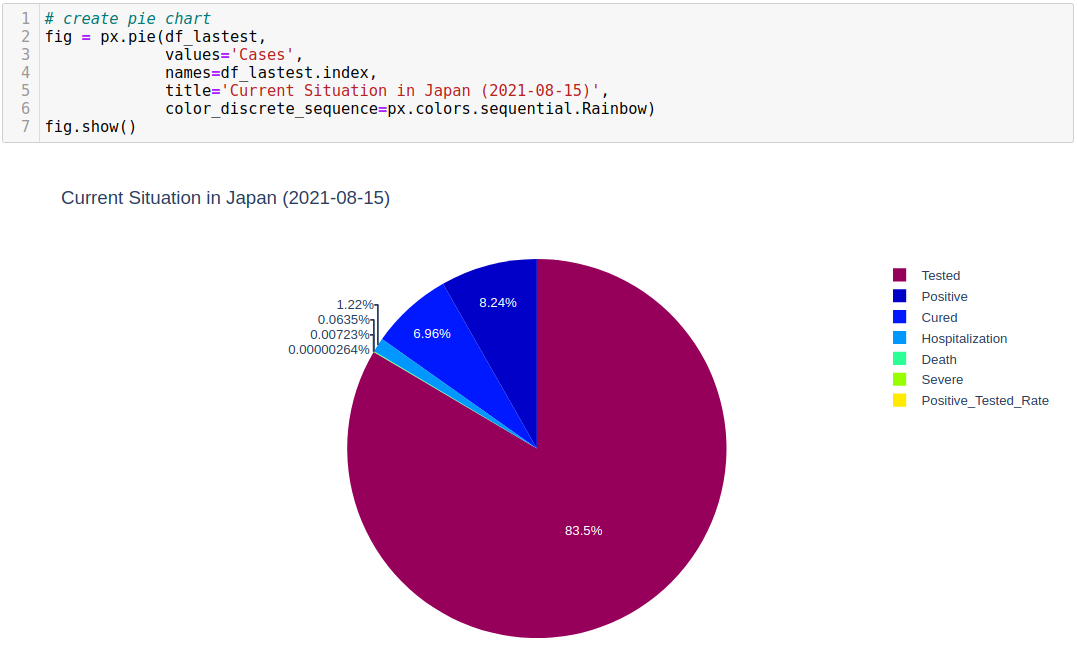 1 # create pie chart
2 fig = px.pie(df_lastest,
3 values='Cases',
4 names=df_lastest.index,
5 title='Current Situation in Japan (2021-08-15)',
6 color_discrete_sequence=px.colors.sequential.Rainbow)
7 fig.show()
Current Situation in Japan (2021-08-15)
1.22%
0.0635%
0.00723%
0.00000264%
6.96%
8.24%
83.5%
Tested
Positive
Cured
Hospitalization
Death
Severe
Positive_Tested_Rate